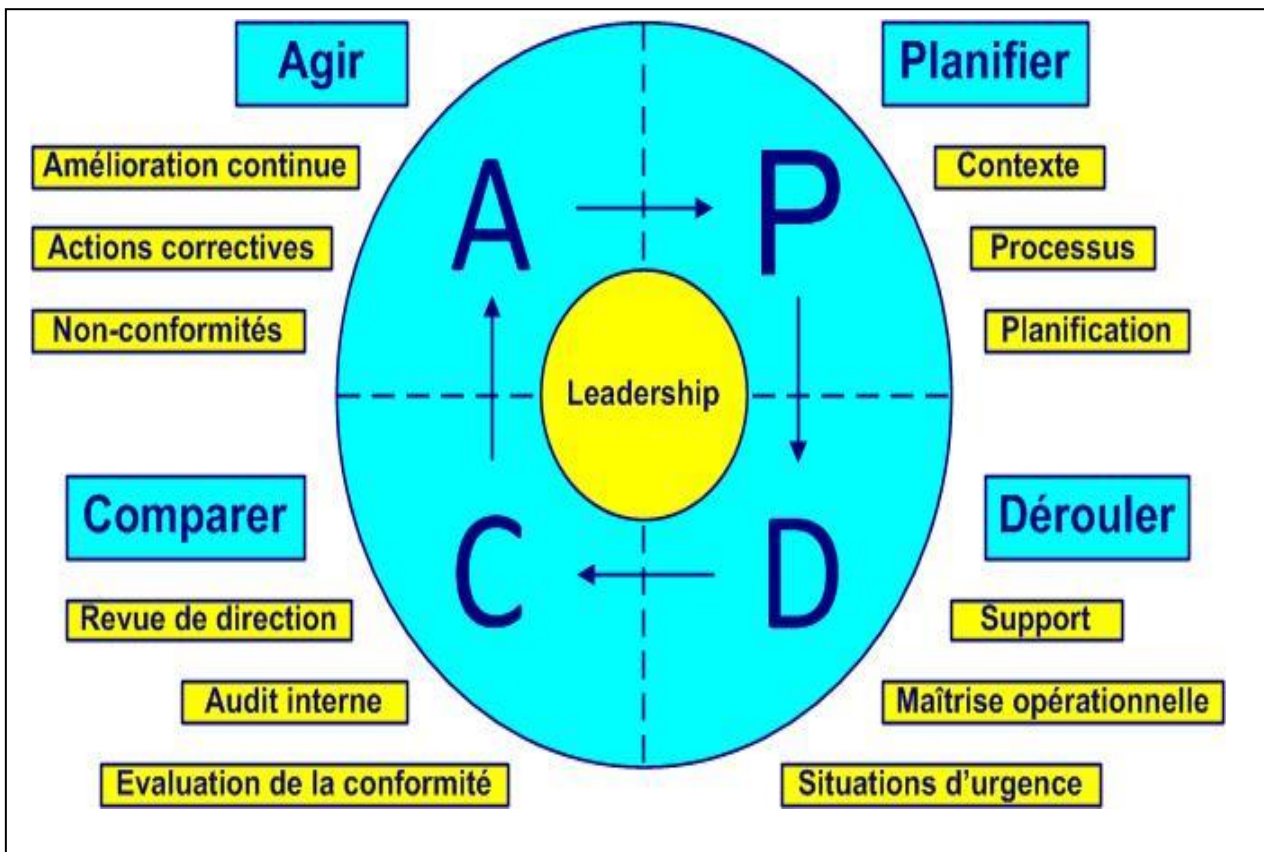 Agir
Planifier
Amélioration continue
Actions correctives
Non-conformités
A
P
Contexte
Processus
Planification
Leadership
Comparer
C
D
Dérouler
Revue de direction
Audit interne
Evaluation de la conformité
Support
Maîtrise opérationnelle
Situations d'urgence